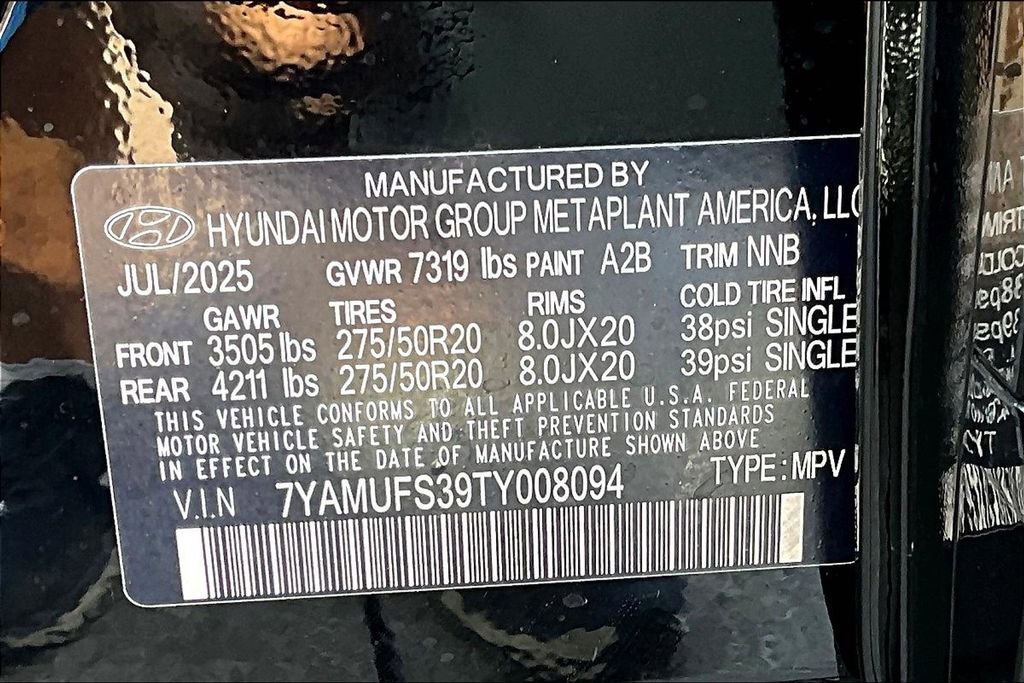 MANUFACTURED BY
HYUNDAI MOTOR GROUP METAPLANT AMERICA, LLC
JUL/2025 GVWR 7319 lbs PAINT A2B TRIM NNB
GAWR TIRES RIMS COLD TIRE INFL
FRONT 3505 lbs 275/50R20 8.0JX20 38psi SINGLE
REAR 4211 lbs 275/50R20 8.0JX20 39psi SINGLE
THIS VEHICLE CONFORMS TO ALL APPLICABLE U.S.A. FEDERAL
MOTOR VEHICLE SAFETY AND THEFT PREVENTION STANDARDS
IN EFFECT ON THE DATE OF MANUFACTURE SHOWN ABOVE
V.I.N 7YAMUFS39TY008094 TYPE:MPV